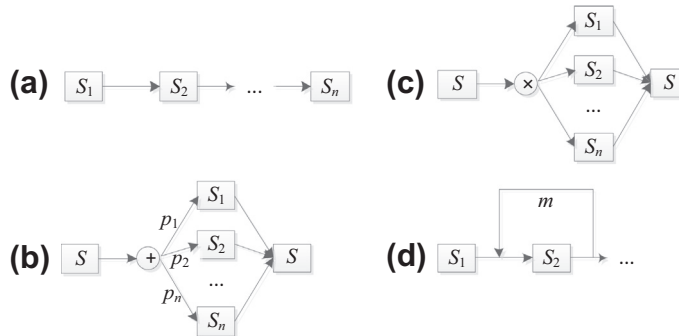 (a) S₁ S₂ ... Sₙ
(b) S + p₁ p₂ pₙ S₁ S₂ ... Sₙ S
(c) S × S₁ S₂ ... Sₙ S
(d) S₁ m S₂ ...